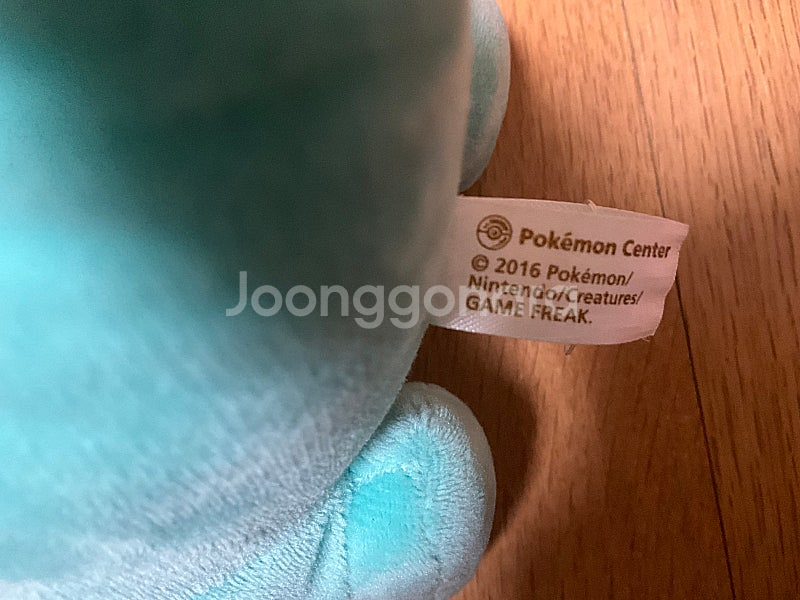 Pokémon Center
© 2016 Pokémon/
Nintendo/Creatures/
GAME FREAK.
Joonggonara